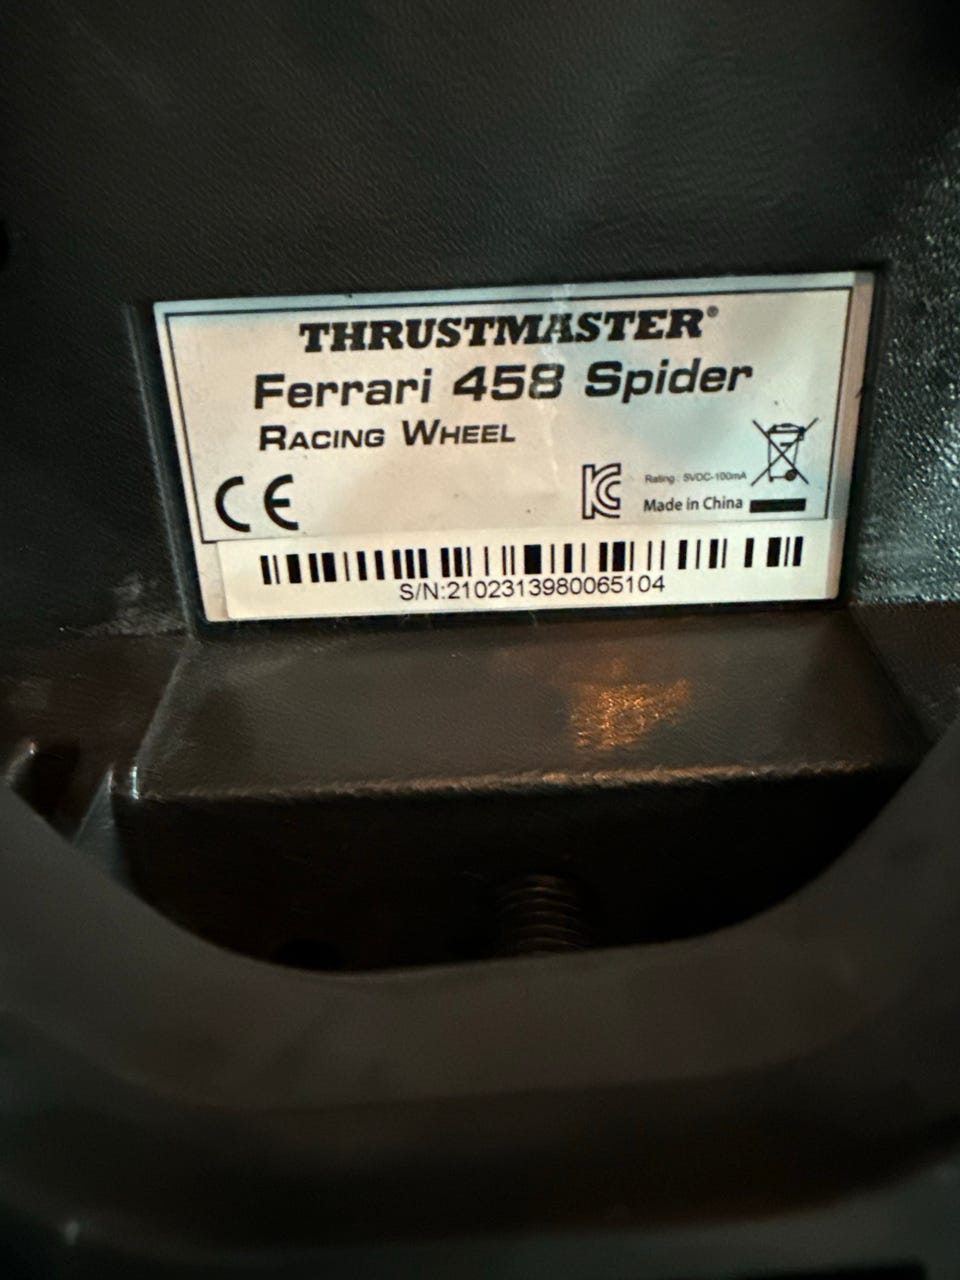 THRUSTMASTER®
Ferrari 458 Spider
RACING WHEEL
CE
Rating : 5VDC-100mA
Made in China
S/N:2102313980065104